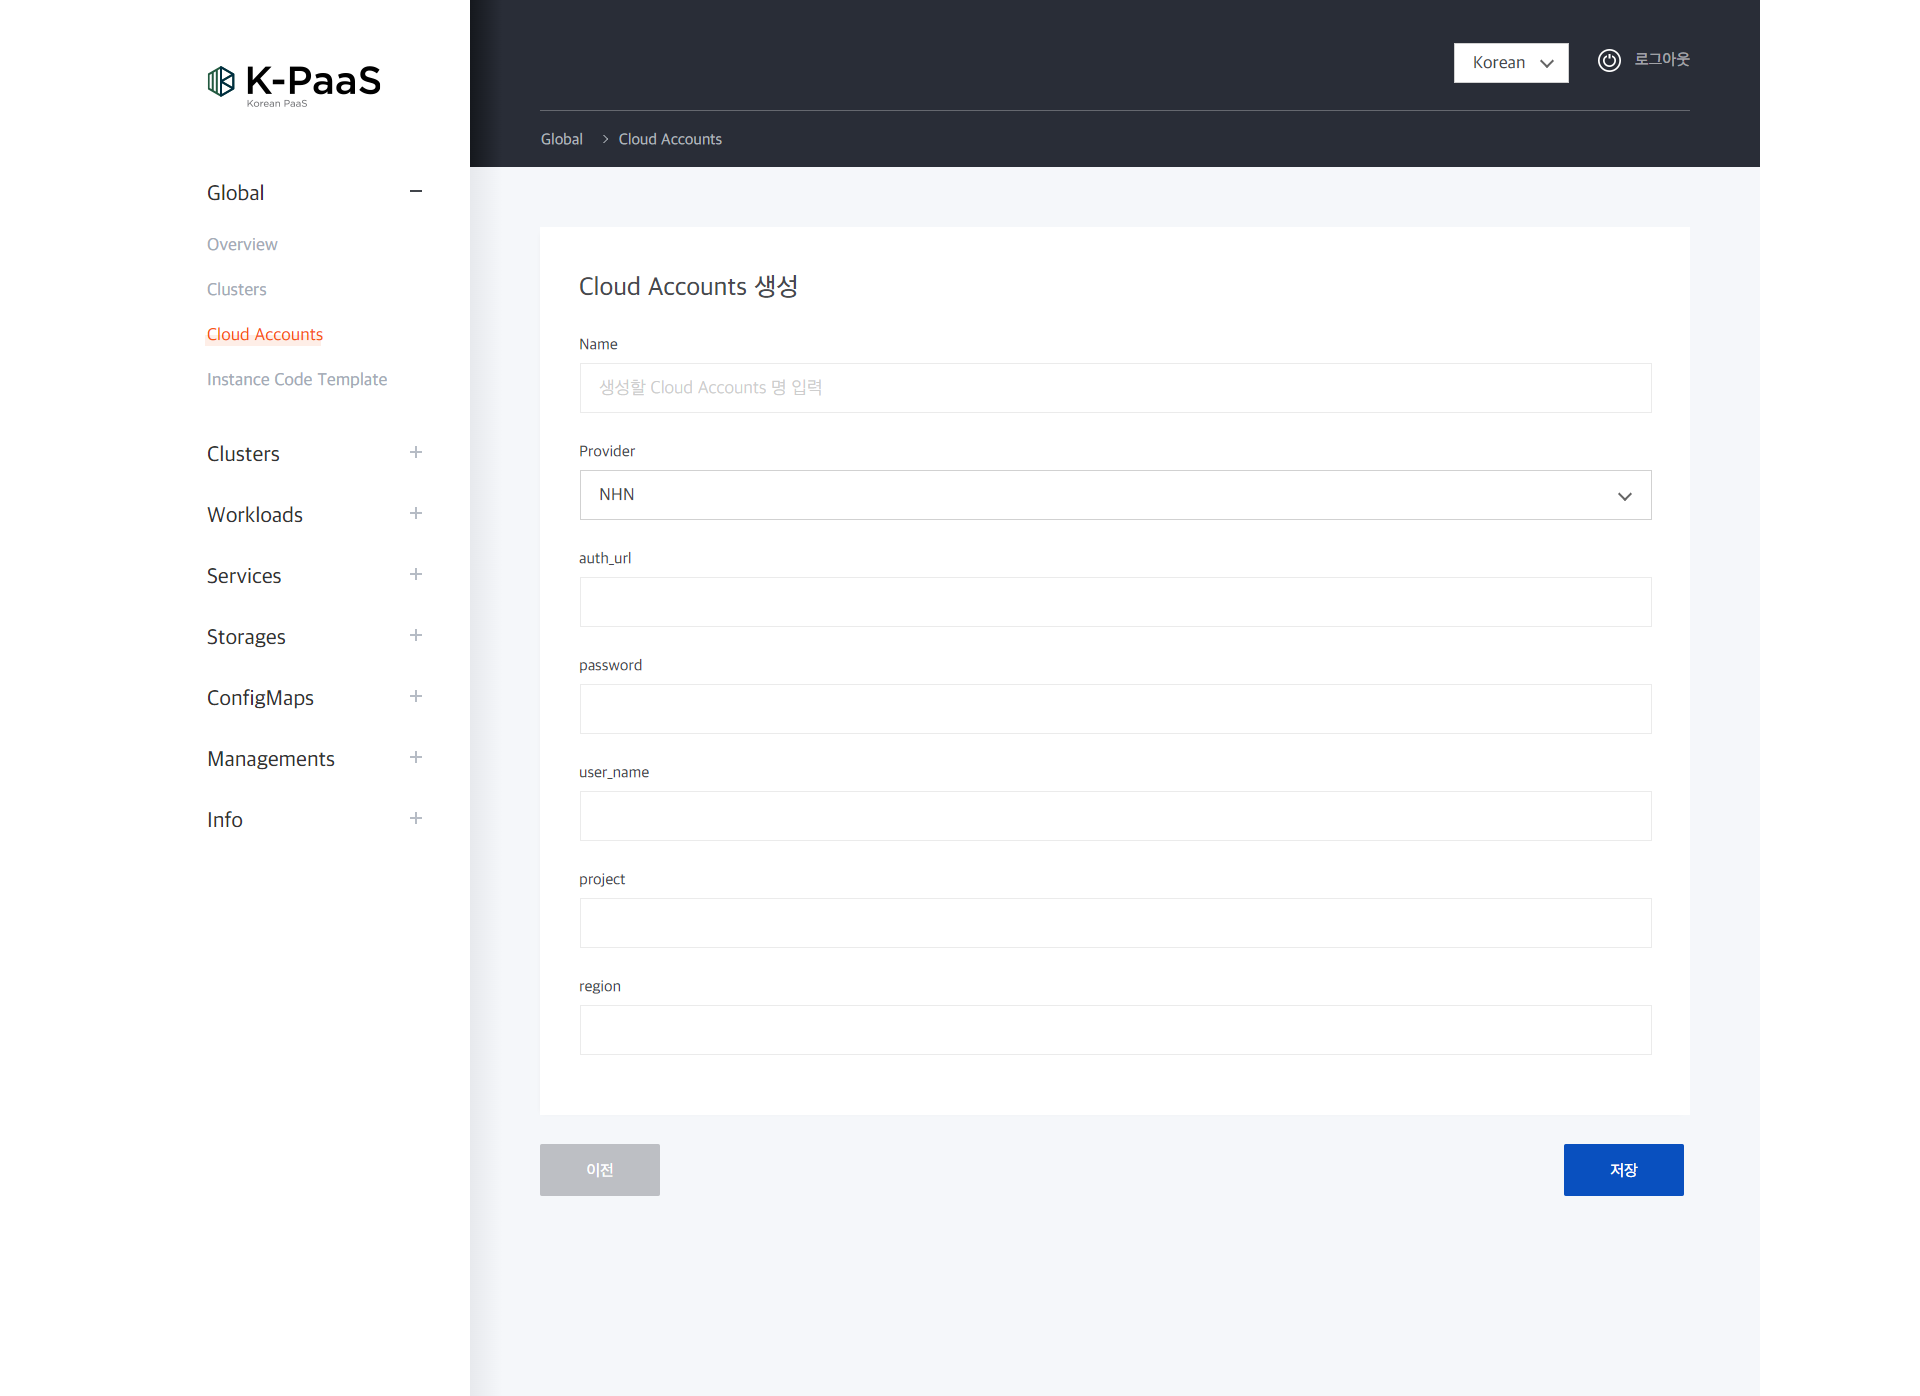 K-PaaS
Korean PaaS
Korean
로그아웃
Global > Cloud Accounts
Global
Overview
Clusters
Cloud Accounts
Instance Code Template
Clusters
Workloads
Services
Storages
ConfigMaps
Managements
Info
Cloud Accounts 생성
Name
생성할 Cloud Accounts 명 입력
Provider
NHN
auth_url
password
user_name
project
region
이전
저장